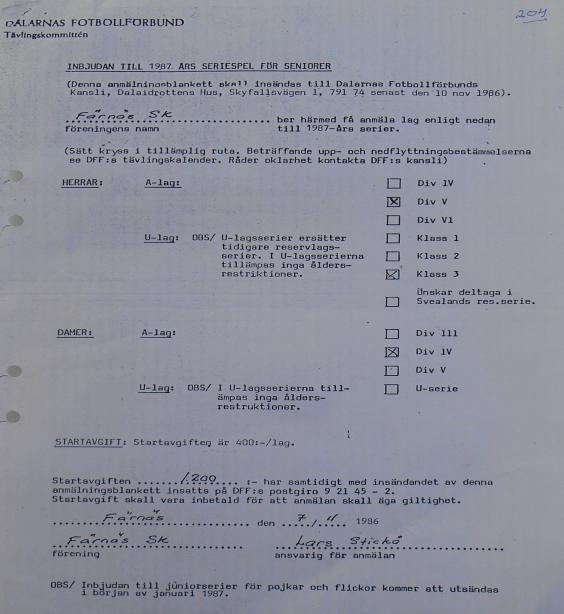 204
DALARNAS FOTBOLLFÖRBUND
Tävlingskommittén
INBJUDAN TILL 1987 ÅRS SERIESPEL FÖR SENIORER
(Denna anmälningsblankett skall insändas till Dalarnas Fotbollförbunds
Kansli, Dalaidrottens Hus, Skyfallsvägen 1, 791 74 senast den 10 nov 1986).
Färnäs SK ber härmed få anmäla lag enligt nedan
föreningens namn till 1987-års serier.
(Sätt kryss i tillämplig ruta. Beträffande upp- och nedflyttningsbestämmelserna
se DFF:s tävlingskalender. Råder oklarhet kontakta DFF:s kansli)
HERRAR: A-lag: Div IV
Div V
Div VI
U-lag: OBS/ U-lagsserier ersätter Klass 1
tidigare reservlags-
serier. I U-lagsserierna Klass 2
tillämpas inga ålders-
restriktioner. Klass 3
Önskar deltaga i
Svealands res.serie.
DAMER: A-lag: Div III
Div IV
Div V
U-lag: OBS/ I U-lagsserierna till- U-serie
ämpas inga ålders-
restruktioner.
STARTAVGIFT: Startavgiften är 400:-/lag.
Startavgiften ....... 1.200 .... :- har samtidigt med insändandet av denna
anmälningsblankett insatts på DFF:s postgiro 9 21 45 - 2.
Startavgift skall vara inbetald för att anmälan skall äga giltighet.
Färnäs den 7/11 1986
Färnäs SK Lars Stickå
förening ansvarig för anmälan
OBS/ Inbjudan till juniorserier för pojkar och flickor kommer att utsändas
i början av januari 1987.